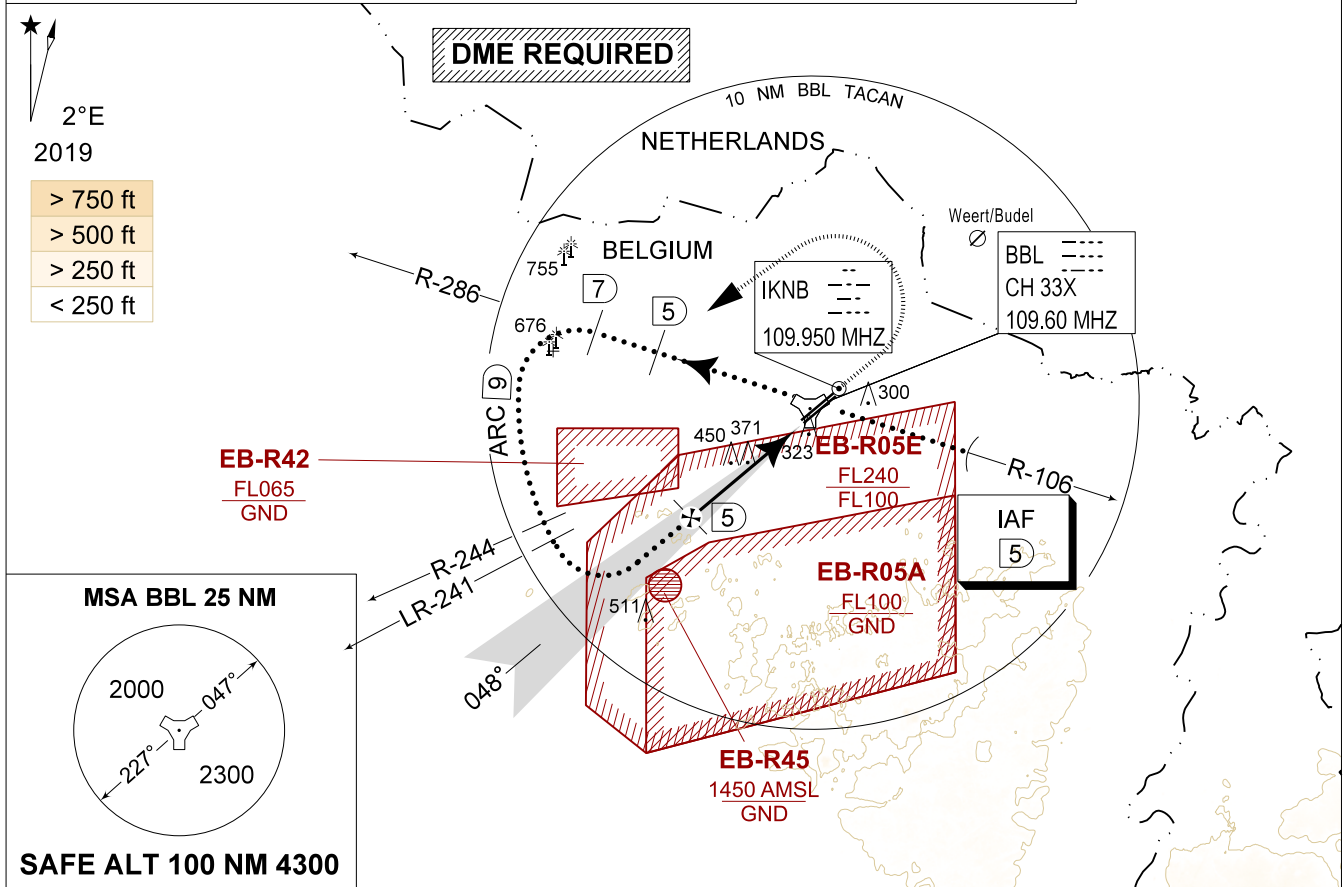 DME REQUIRED
2°E
2019
> 750 ft
> 500 ft
> 250 ft
< 250 ft
10 NM BBL TACAN
NETHERLANDS
BELGIUM
Weert/Budel
BBL
CH 33X
109.60 MHZ
IKNB
109.950 MHZ
R-286
755
7
5
676
ARC 9
300
450
371
323
EB-R42
FL065
GND
EB-R05E
FL240
FL100
R-106
IAF
5
5
R-244
LR-241
EB-R05A
FL100
GND
511
048°
EB-R45
1450 AMSL
GND
MSA BBL 25 NM
2000
047°
227°
2300
SAFE ALT 100 NM 4300